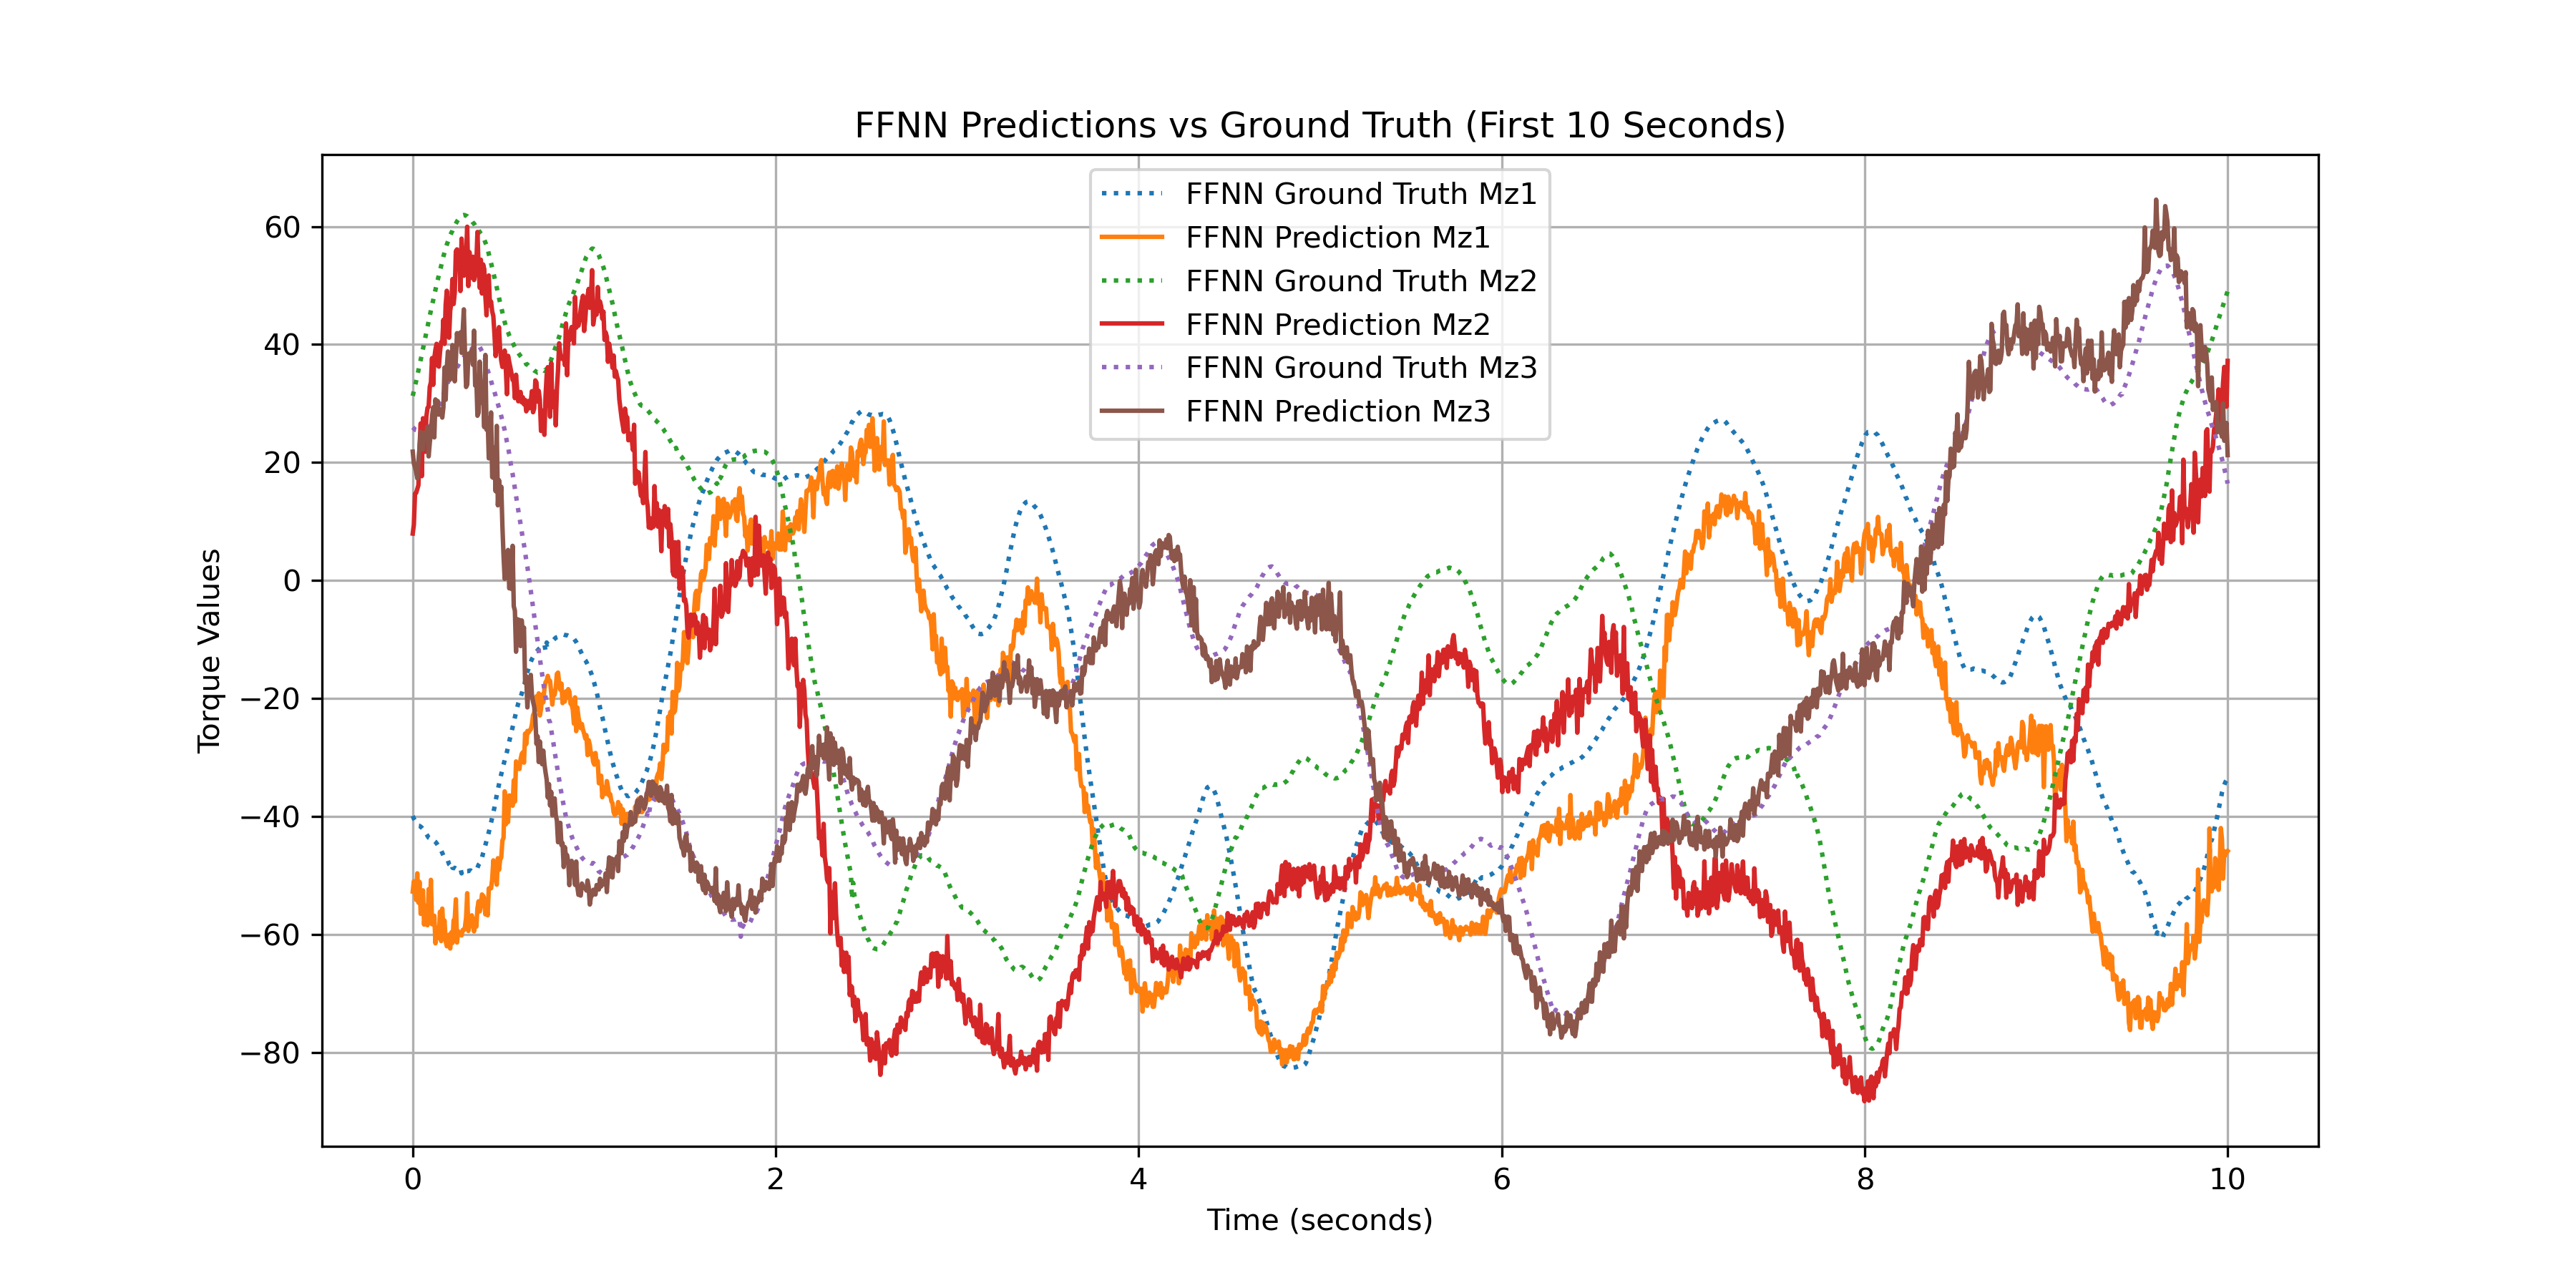 FFNN Predictions vs Ground Truth (First 10 Seconds)
FFNN Ground Truth Mz1
FFNN Prediction Mz1
FFNN Ground Truth Mz2
FFNN Prediction Mz2
FFNN Ground Truth Mz3
FFNN Prediction Mz3
Torque Values
60
40
20
0
−20
−40
−60
−80
0 2 4 6 8 10
Time (seconds)